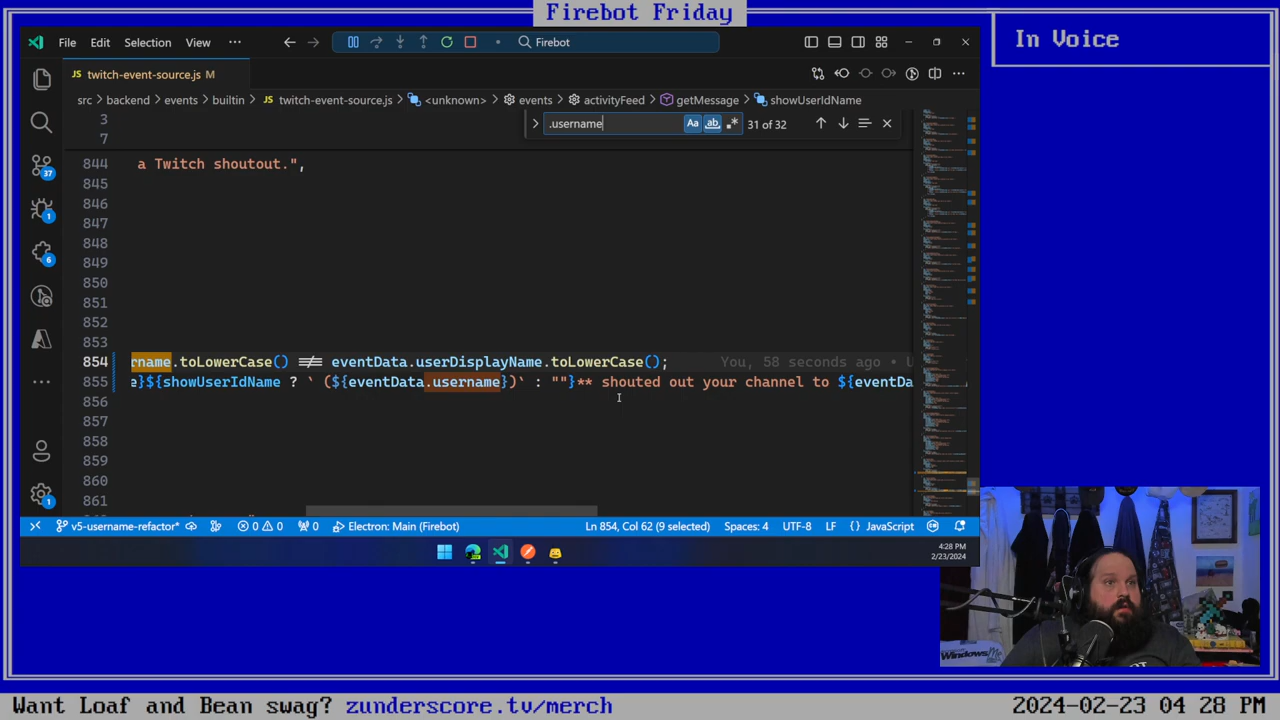 Firebot Friday
In Voice
File Edit Selection View ··· Firebot
JS twitch-event-source.js M
src > backend > events > builtin > JS twitch-event-source.js > <unknown> > events > activityFeed > getMessage > showUserIdName
.username Aa ab .* 31 of 32
3
7
844 a Twitch shoutout.",
845
846
847
848
849
850
851
852
853
854 rname.toLowerCase() !== eventData.userDisplayName.toLowerCase(); You, 58 seconds ago •
855 e}${showUserIdName ? ` (${eventData.username})` : ""}** shouted out your channel to ${eventDa
856
857
858
859
860
861
37
1
6
1
v5-username-refactor* 0 0 0 Electron: Main (Firebot) Ln 854, Col 62 (9 selected) Spaces: 4 UTF-8 LF {} JavaScript
4:28 PM
2/23/2024
Windows Me
Want Loaf and Bean swag? zunderscore.tv/merch 2024-02-23 04 28 PM